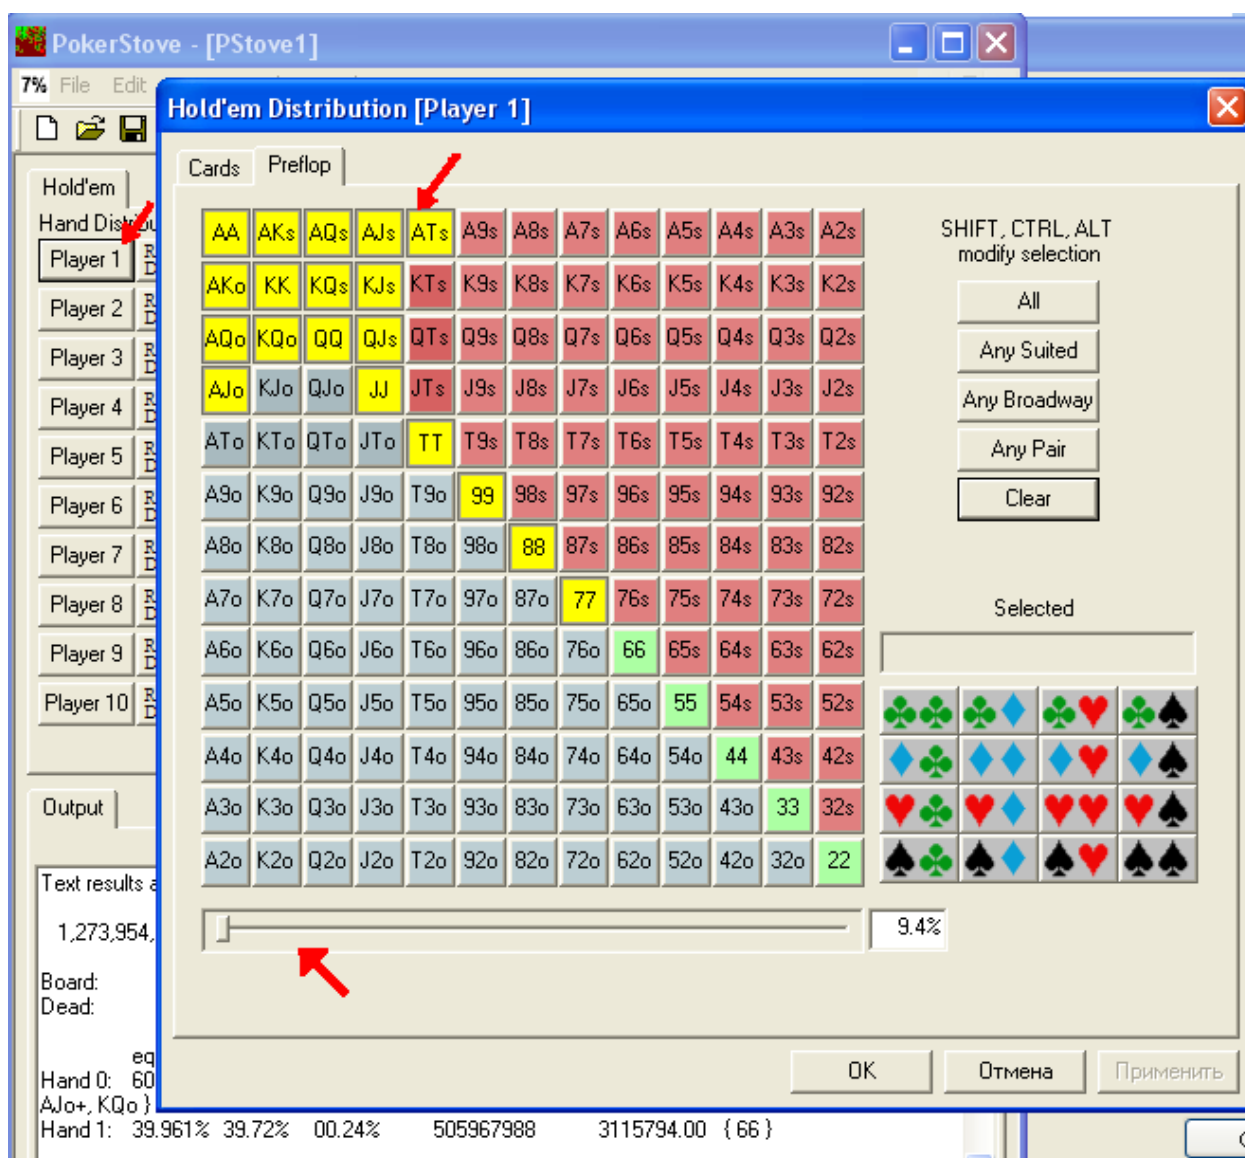 PokerStove - [PStove1]
7% File Edit
Hold'em Distribution [Player 1]
Cards Preflop
Hold'em
Hand
Player 1
Player 2
Player 3
Player 4
Player 5
Player 6
Player 7
Player 8
Player 9
Player 10
AA AKs AQs AJs ATs A9s A8s A7s A6s A5s A4s A3s A2s
AKo KK KQs KJs KTs K9s K8s K7s K6s K5s K4s K3s K2s
AQo KQo QQ QJs QTs Q9s Q8s Q7s Q6s Q5s Q4s Q3s Q2s
AJo KJo QJo JJ JTs J9s J8s J7s J6s J5s J4s J3s J2s
ATo KTo QTo JTo TT T9s T8s T7s T6s T5s T4s T3s T2s
A9o K9o Q9o J9o T9o 99 98s 97s 96s 95s 94s 93s 92s
A8o K8o Q8o J8o T8o 98o 88 87s 86s 85s 84s 83s 82s
A7o K7o Q7o J7o T7o 97o 87o 77 76s 75s 74s 73s 72s
A6o K6o Q6o J6o T6o 96o 86o 76o 66 65s 64s 63s 62s
A5o K5o Q5o J5o T5o 95o 85o 75o 65o 55 54s 53s 52s
A4o K4o Q4o J4o T4o 94o 84o 74o 64o 54o 44 43s 42s
A3o K3o Q3o J3o T3o 93o 83o 73o 63o 53o 43o 33 32s
A2o K2o Q2o J2o T2o 92o 82o 72o 62o 52o 42o 32o 22
9.4%
SHIFT, CTRL, ALT
modify selection
All
Any Suited
Any Broadway
Any Pair
Clear
Selected
OK Отмена Применить
Output
Text results
1,273,954,
Board:
Dead:
eq
Hand 0: 60
AJo+, KQo }
Hand 1: 39.961% 39.72% 00.24% 505967988 3115794.00 { 66 }